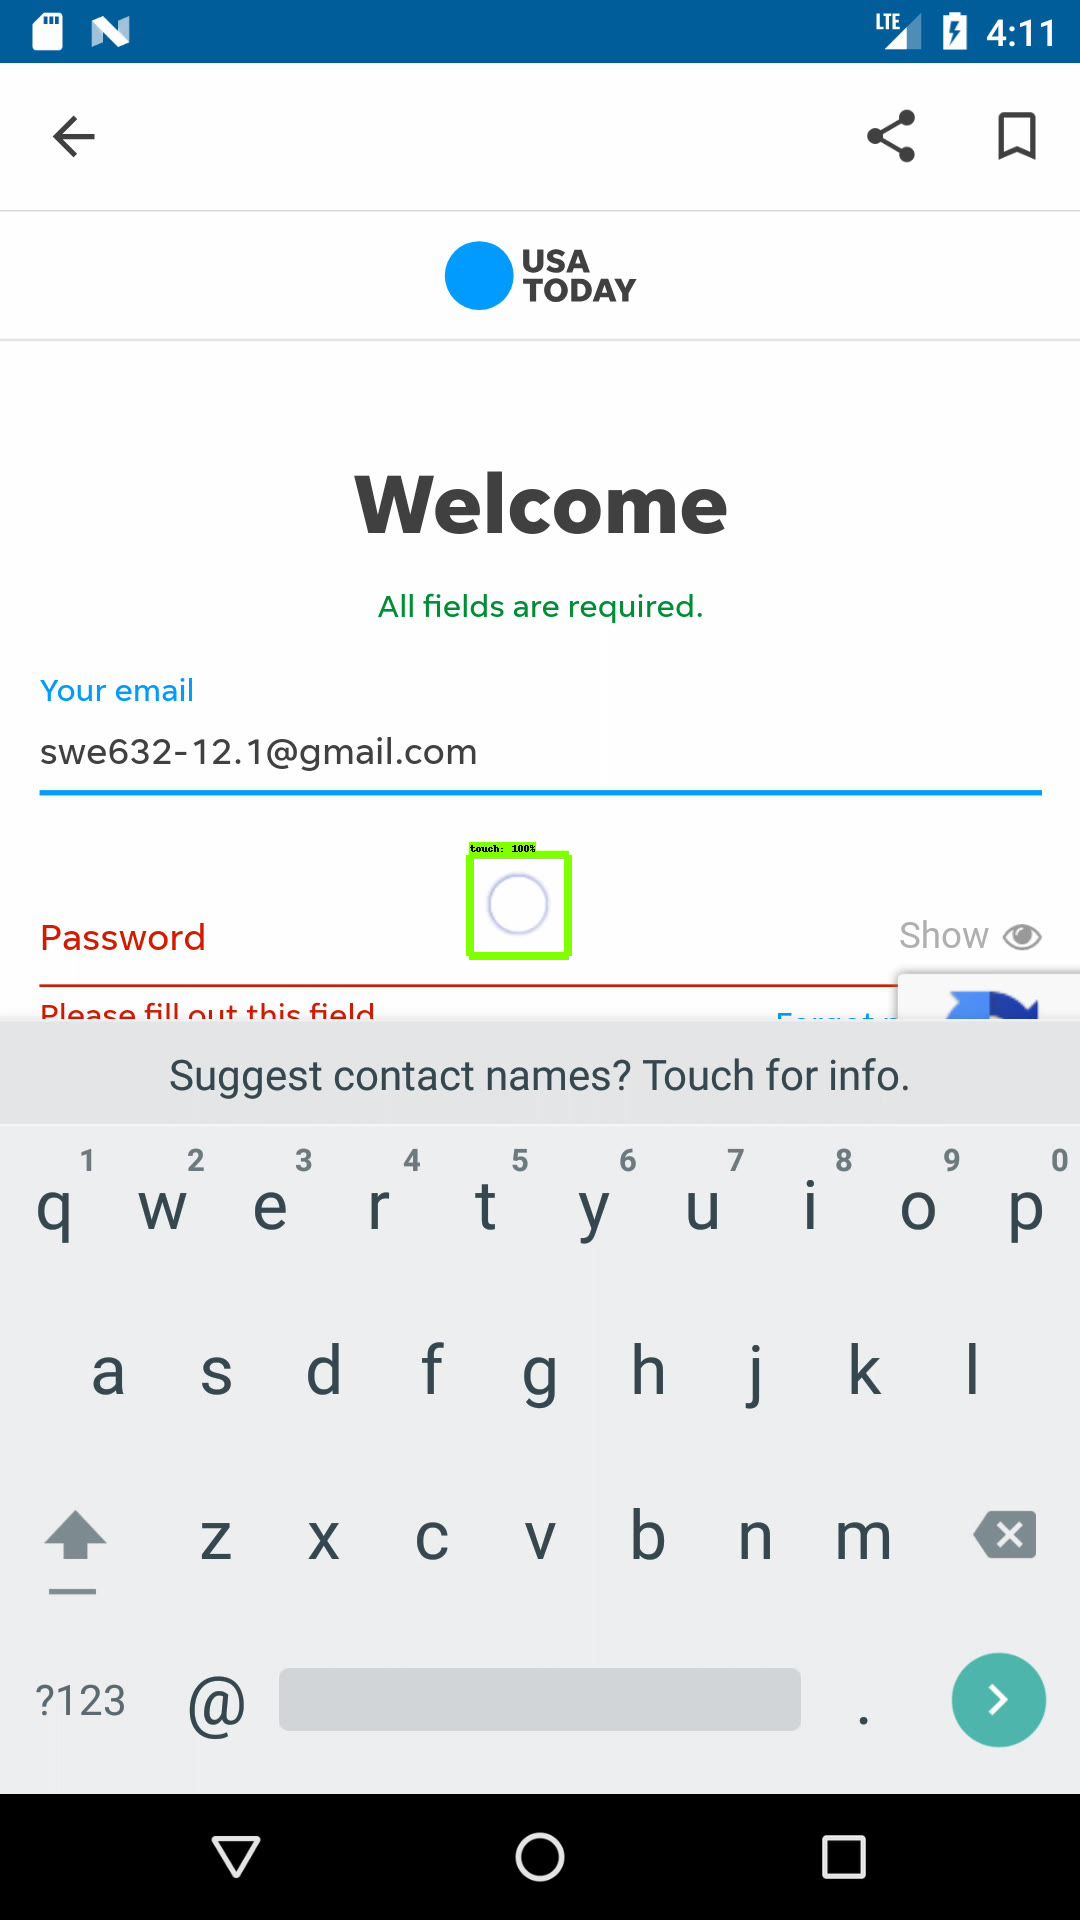 LTE 4:11
USA
TODAY
Welcome
All fields are required.
Your email
swe632-12.1@gmail.com
touch: 100%
Password Show
Please fill out this field
Forgot
Suggest contact names? Touch for info.
1 2 3 4 5 6 7 8 9 0
q w e r t y u i o p
a s d f g h j k l
z x c v b n m
?123 @ .